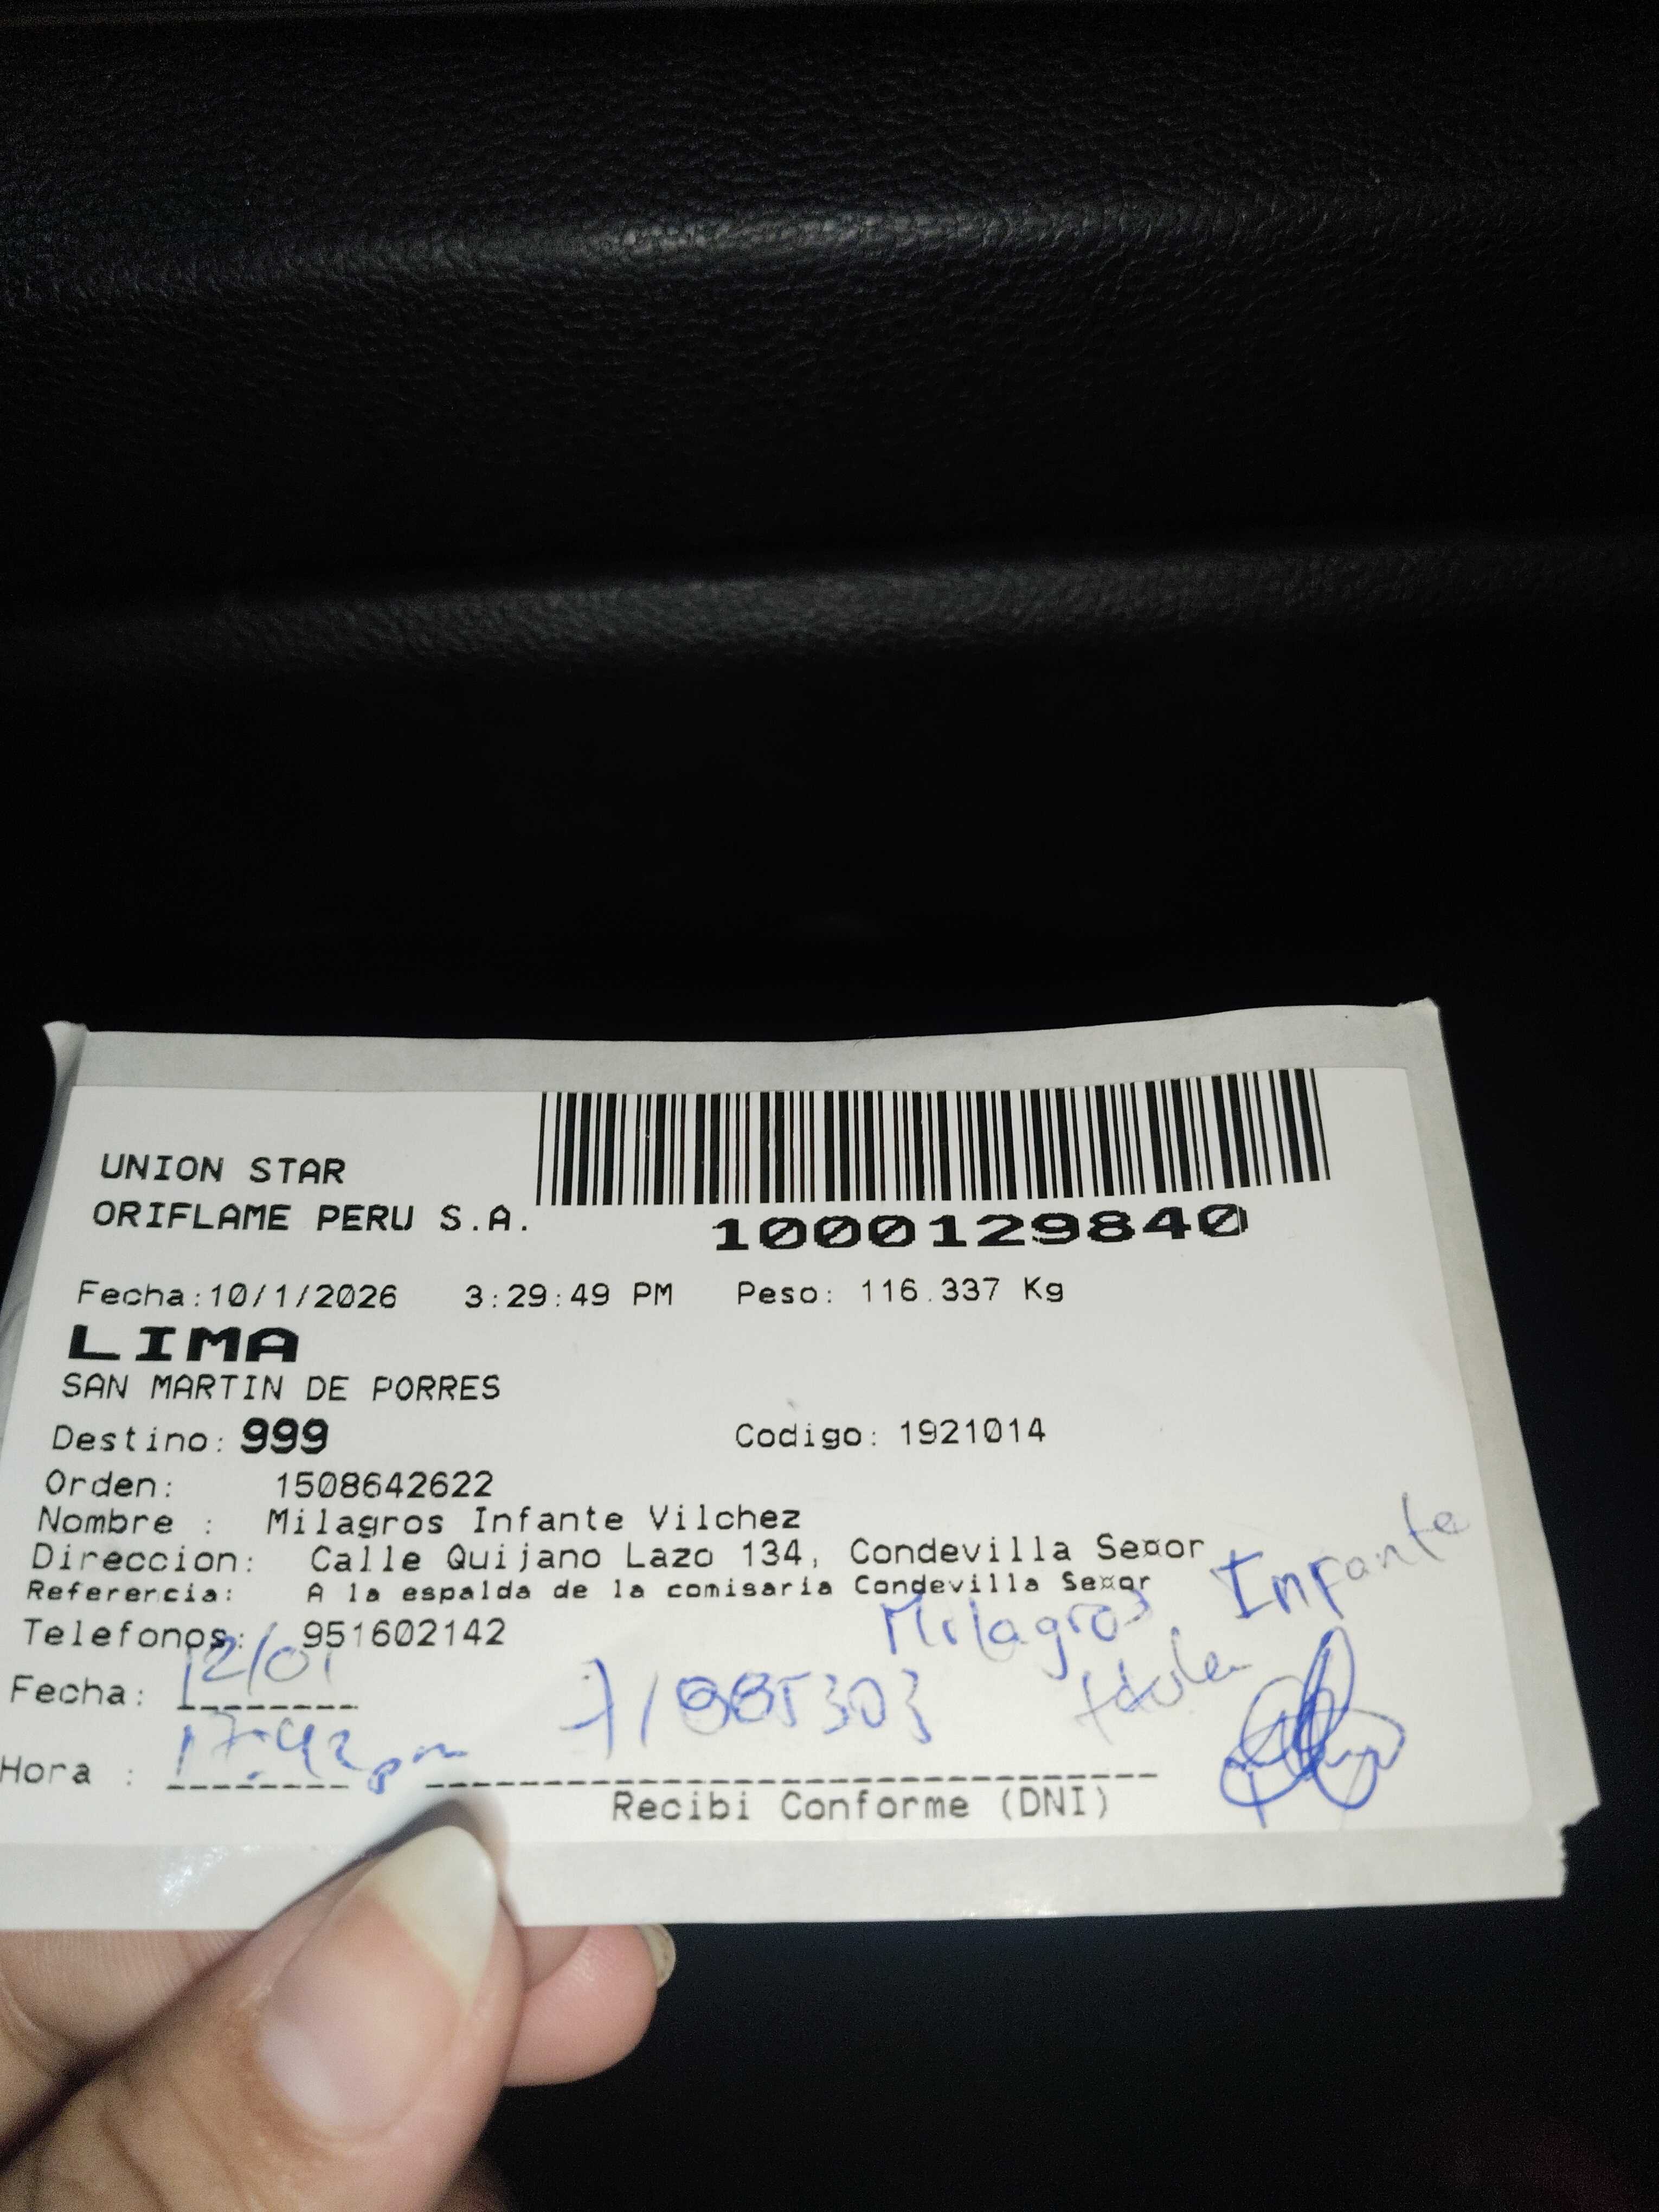 UNION STAR
ORIFLAME PERU S.A.
1000129840
Fecha:10/1/2026 3:29:49 PM Peso: 116.337 Kg
LIMA
SAN MARTIN DE PORRES
Destino: 999 Codigo: 1921014
Orden: 1508642622
Nombre : Milagros Infante Vilchez
Direccion: Calle Quijano Lazo 134, Condevilla Se¤or
Referercia: A la espalda de la comisaria Condevilla Se¤or
Telefonos: 951602142
Milagros Infante
Fecha: 12/01
Hora : 17:42 pm
Recibi Conforme (DNI)